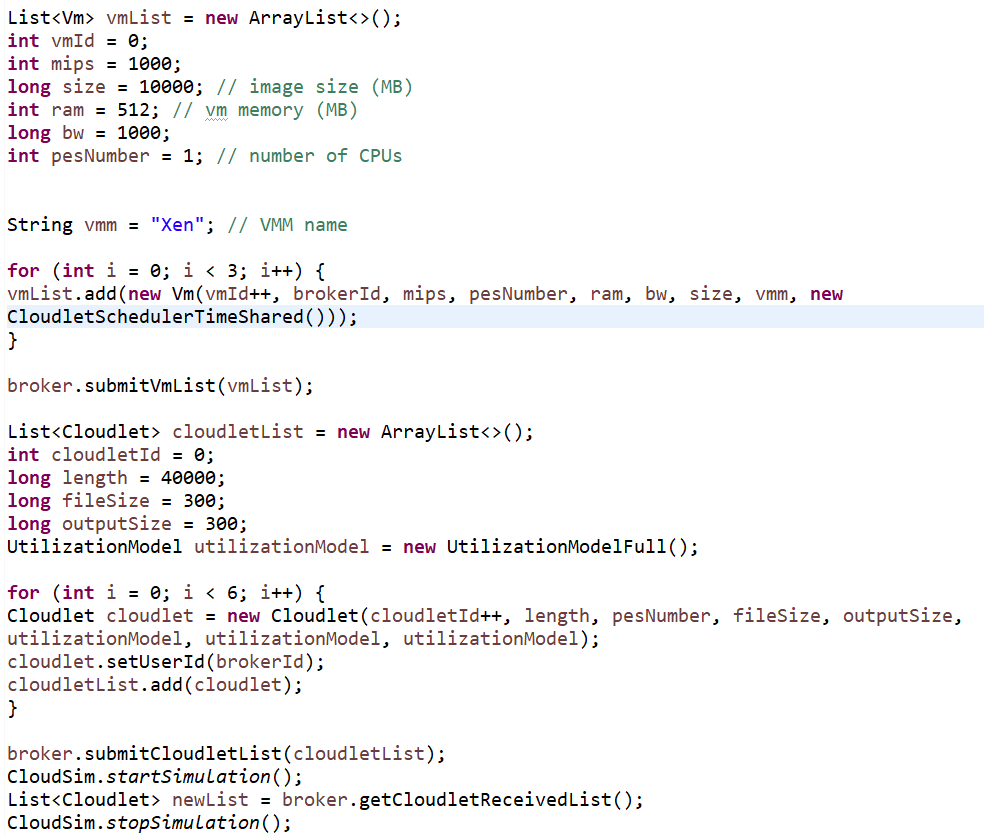 List<Vm> vmList = new ArrayList<>();
int vmId = 0;
int mips = 1000;
long size = 10000; // image size (MB)
int ram = 512; // vm memory (MB)
long bw = 1000;
int pesNumber = 1; // number of CPUs
String vmm = "Xen"; // VMM name
for (int i = 0; i < 3; i++) {
vmList.add(new Vm(vmId++, brokerId, mips, pesNumber, ram, bw, size, vmm, new
CloudletSchedulerTimeShared()));
}
broker.submitVmList(vmList);
List<Cloudlet> cloudletList = new ArrayList<>();
int cloudletId = 0;
long length = 40000;
long fileSize = 300;
long outputSize = 300;
UtilizationModel utilizationModel = new UtilizationModelFull();
for (int i = 0; i < 6; i++) {
Cloudlet cloudlet = new Cloudlet(cloudletId++, length, pesNumber, fileSize, outputSize,
utilizationModel, utilizationModel, utilizationModel);
cloudlet.setUserId(brokerId);
cloudletList.add(cloudlet);
}
broker.submitCloudletList(cloudletList);
CloudSim.startSimulation();
List<Cloudlet> newList = broker.getCloudletReceivedList();
CloudSim.stopSimulation();